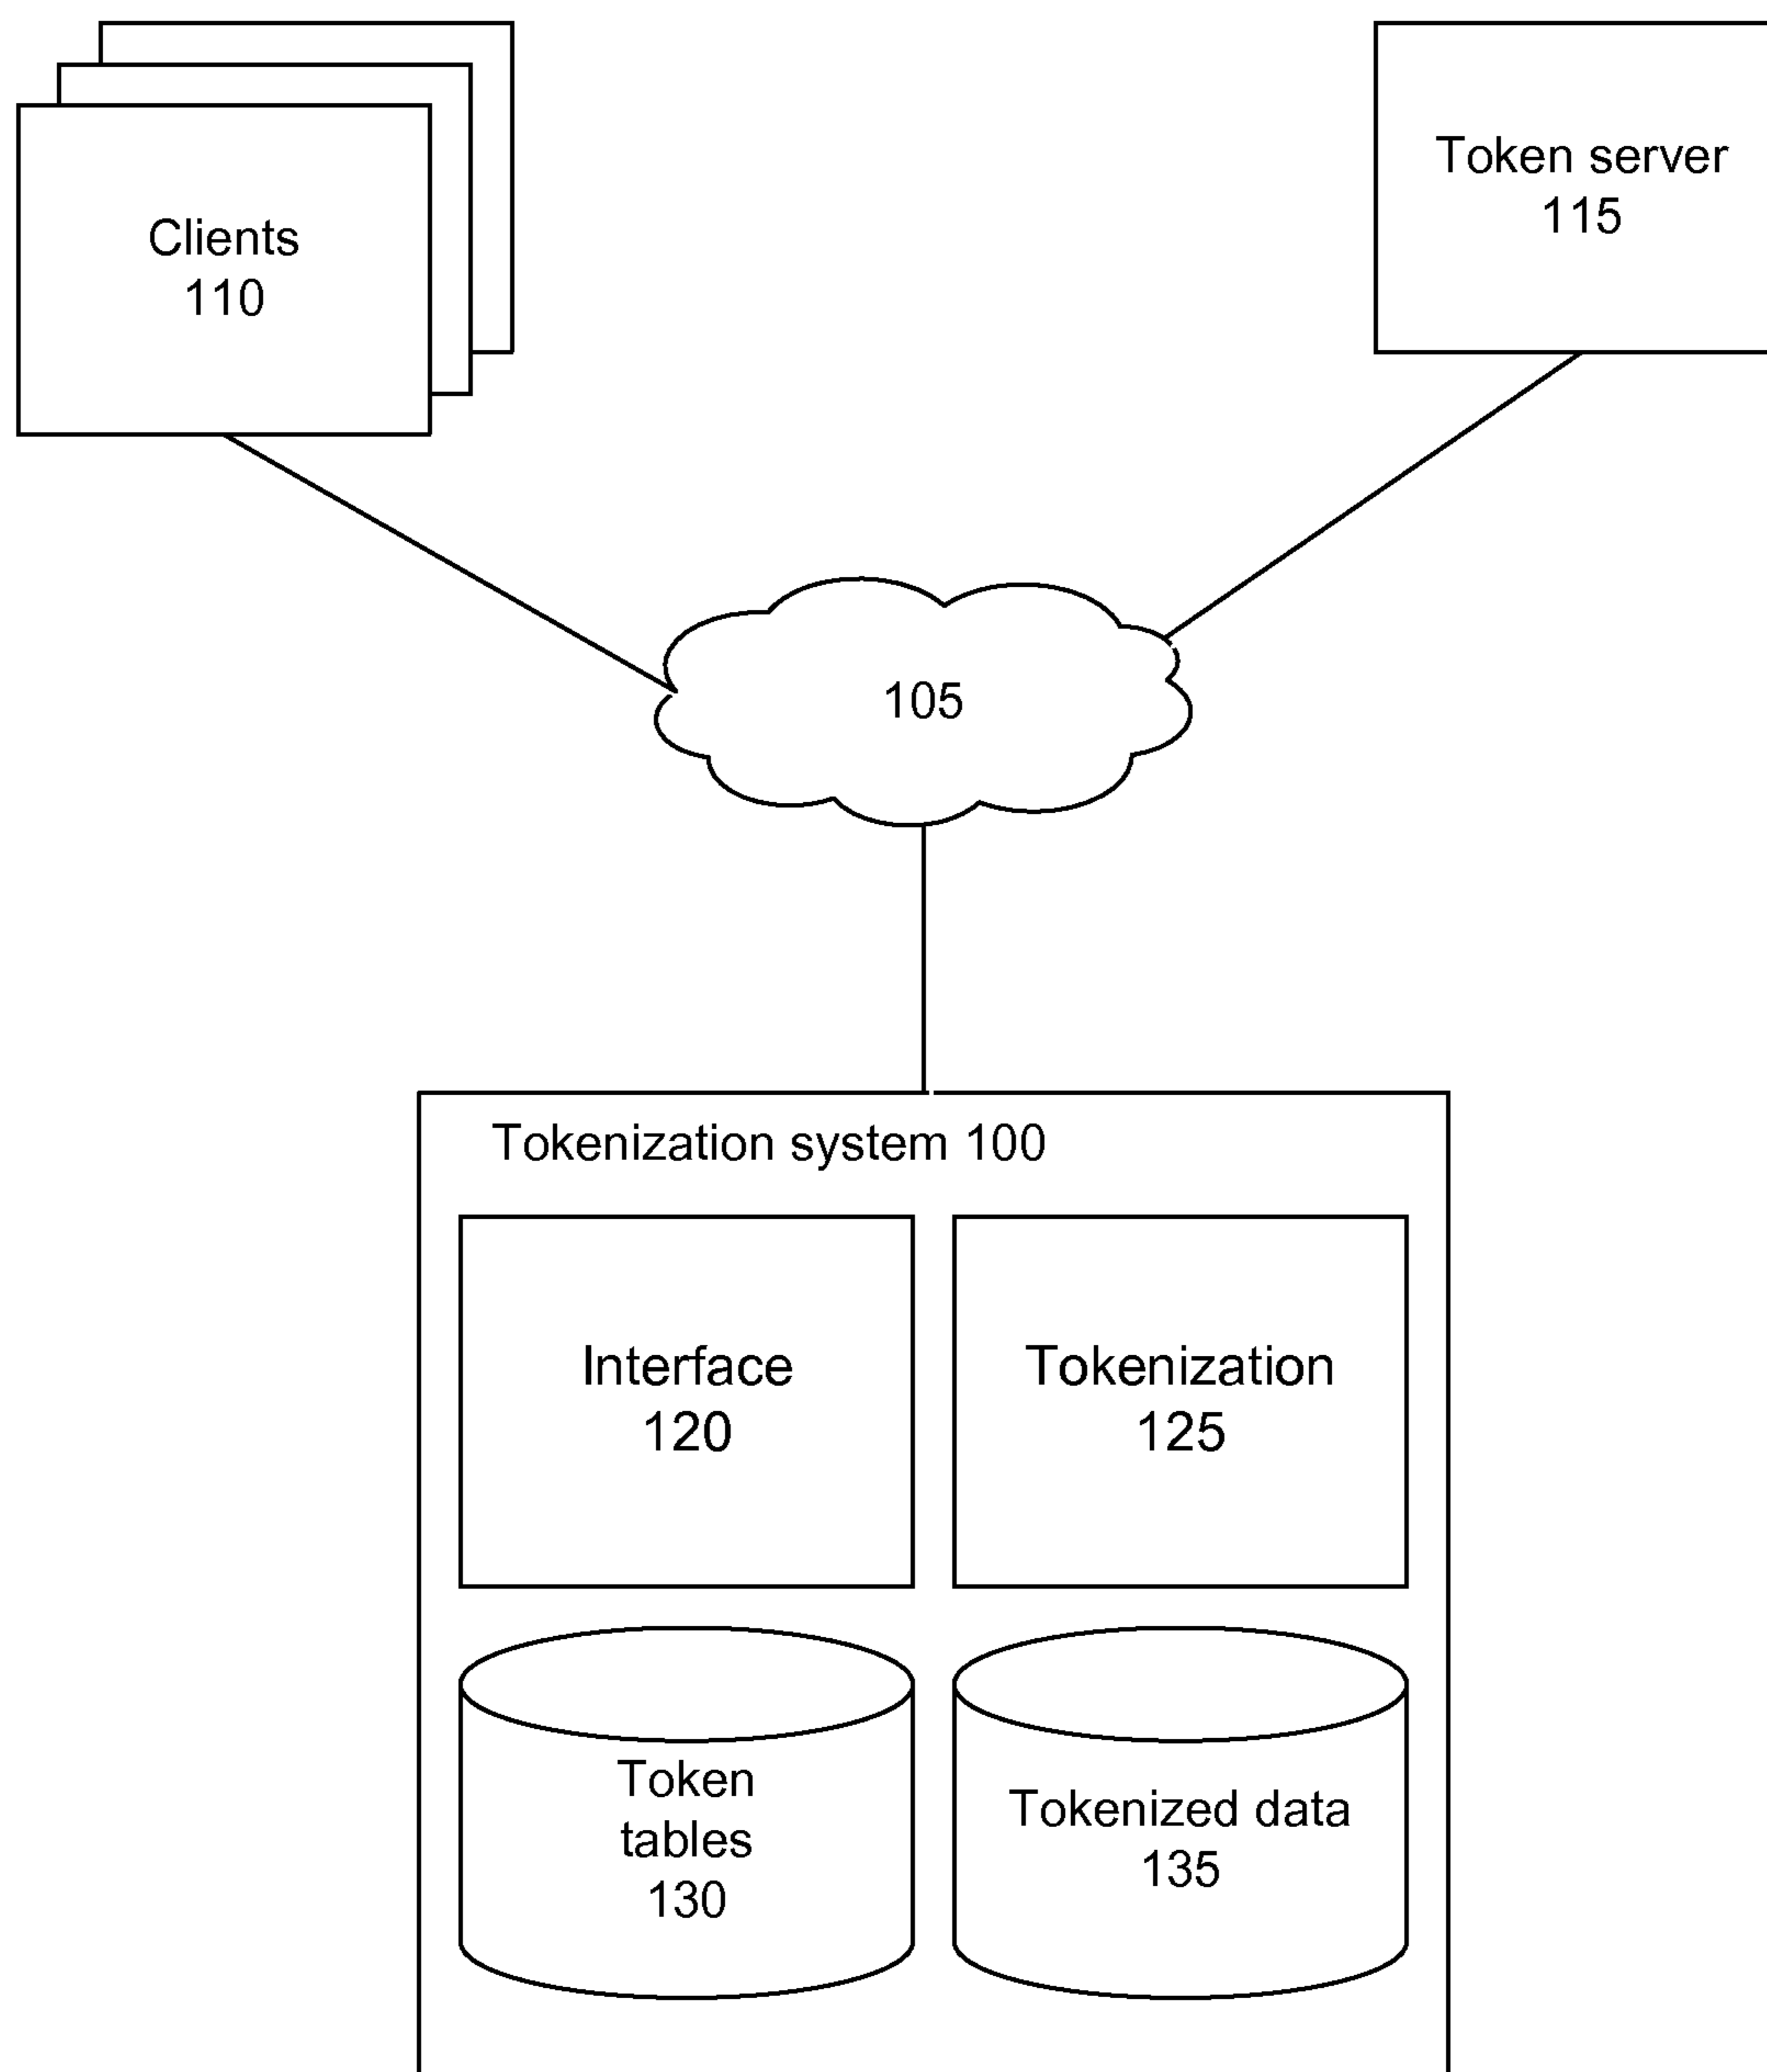 Clients
110
Token server
115
105
Tokenization system 100
Interface
120
Tokenization
125
Token
tables
130
Tokenized data
135